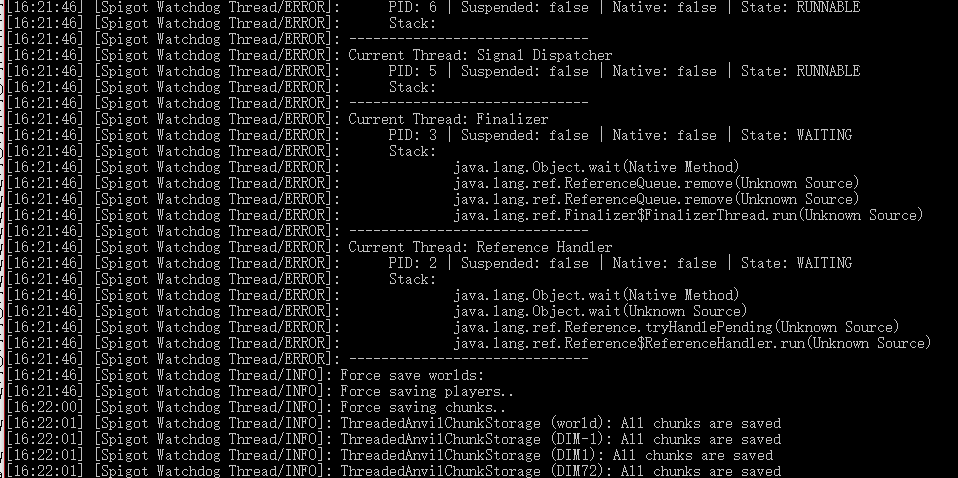 [16:21:46] [Spigot Watchdog Thread/ERROR]:      PID: 6 | Suspended: false | Native: false | State: RUNNABLE
[16:21:46] [Spigot Watchdog Thread/ERROR]:      Stack:
[16:21:46] [Spigot Watchdog Thread/ERROR]: ------------------------------
[16:21:46] [Spigot Watchdog Thread/ERROR]: Current Thread: Signal Dispatcher
[16:21:46] [Spigot Watchdog Thread/ERROR]:      PID: 5 | Suspended: false | Native: false | State: RUNNABLE
[16:21:46] [Spigot Watchdog Thread/ERROR]:      Stack:
[16:21:46] [Spigot Watchdog Thread/ERROR]: ------------------------------
[16:21:46] [Spigot Watchdog Thread/ERROR]: Current Thread: Finalizer
[16:21:46] [Spigot Watchdog Thread/ERROR]:      PID: 3 | Suspended: false | Native: false | State: WAITING
[16:21:46] [Spigot Watchdog Thread/ERROR]:      Stack:
[16:21:46] [Spigot Watchdog Thread/ERROR]:              java.lang.Object.wait(Native Method)
[16:21:46] [Spigot Watchdog Thread/ERROR]:              java.lang.ref.ReferenceQueue.remove(Unknown Source)
[16:21:46] [Spigot Watchdog Thread/ERROR]:              java.lang.ref.ReferenceQueue.remove(Unknown Source)
[16:21:46] [Spigot Watchdog Thread/ERROR]:              java.lang.ref.Finalizer$FinalizerThread.run(Unknown Source)
[16:21:46] [Spigot Watchdog Thread/ERROR]: ------------------------------
[16:21:46] [Spigot Watchdog Thread/ERROR]: Current Thread: Reference Handler
[16:21:46] [Spigot Watchdog Thread/ERROR]:      PID: 2 | Suspended: false | Native: false | State: WAITING
[16:21:46] [Spigot Watchdog Thread/ERROR]:      Stack:
[16:21:46] [Spigot Watchdog Thread/ERROR]:              java.lang.Object.wait(Native Method)
[16:21:46] [Spigot Watchdog Thread/ERROR]:              java.lang.Object.wait(Unknown Source)
[16:21:46] [Spigot Watchdog Thread/ERROR]:              java.lang.ref.Reference.tryHandlePending(Unknown Source)
[16:21:46] [Spigot Watchdog Thread/ERROR]:              java.lang.ref.Reference$ReferenceHandler.run(Unknown Source)
[16:21:46] [Spigot Watchdog Thread/ERROR]: ------------------------------
[16:21:46] [Spigot Watchdog Thread/INFO]: Force save worlds:
[16:21:46] [Spigot Watchdog Thread/INFO]: Force saving players..
[16:22:00] [Spigot Watchdog Thread/INFO]: Force saving chunks..
[16:22:01] [Spigot Watchdog Thread/INFO]: ThreadedAnvilChunkStorage (world): All chunks are saved
[16:22:01] [Spigot Watchdog Thread/INFO]: ThreadedAnvilChunkStorage (DIM-1): All chunks are saved
[16:22:01] [Spigot Watchdog Thread/INFO]: ThreadedAnvilChunkStorage (DIM1): All chunks are saved
[16:22:01] [Spigot Watchdog Thread/INFO]: ThreadedAnvilChunkStorage (DIM72): All chunks are saved